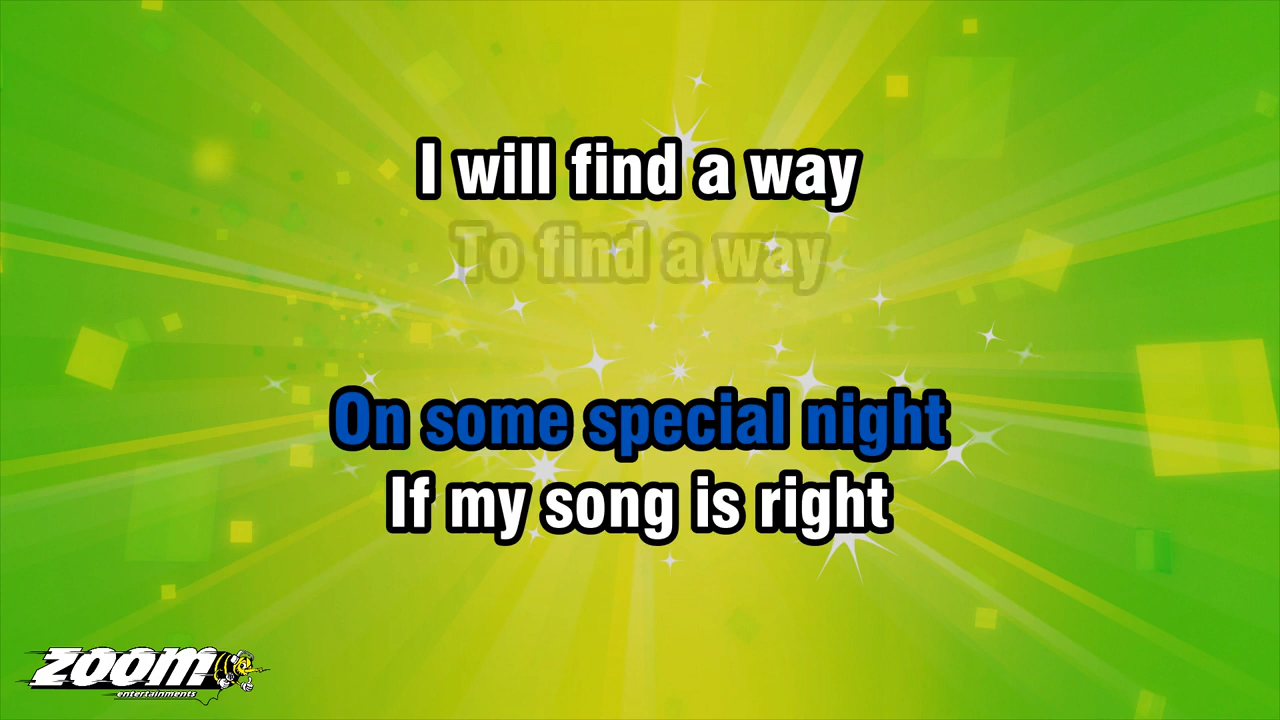 I will find a way
To find a way
On some special night
If my song is right
zoom
entertainments